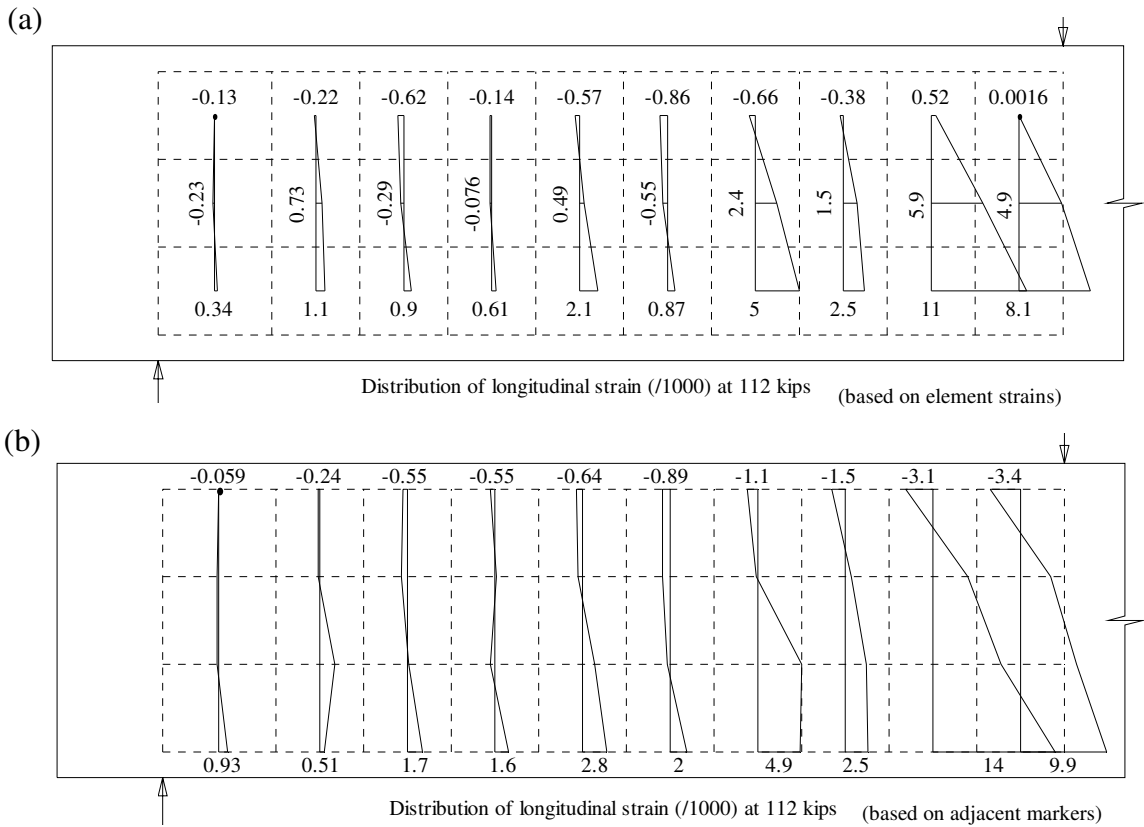 (a)
-0.13 -0.22 -0.62 -0.14 -0.57 -0.86 -0.66 -0.38 0.52 0.0016
-0.23 0.73 -0.29 -0.076 0.49 -0.55 2.4 1.5 5.9 4.9
0.34 1.1 0.9 0.61 2.1 0.87 5 2.5 11 8.1
Distribution of longitudinal strain (/1000) at 112 kips (based on element strains)
(b)
-0.059 -0.24 -0.55 -0.55 -0.64 -0.89 -1.1 -1.5 -3.1 -3.4
0.93 0.51 1.7 1.6 2.8 2 4.9 2.5 14 9.9
Distribution of longitudinal strain (/1000) at 112 kips (based on adjacent markers)